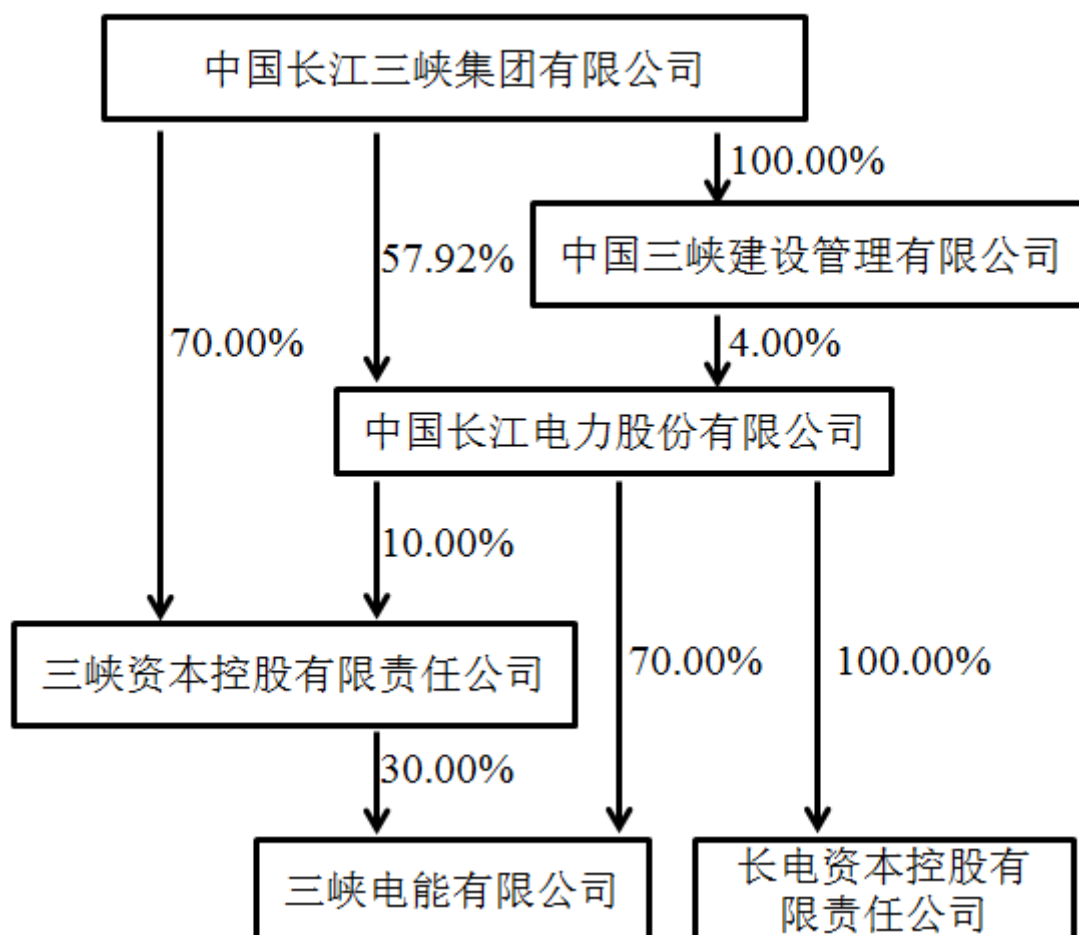 中国长江三峡集团有限公司
100.00%
中国三峡建设管理有限公司
57.92%
70.00%
4.00%
中国长江电力股份有限公司
10.00%
三峡资本控股有限责任公司
70.00%
100.00%
30.00%
三峡电能有限公司
长电资本控股有
限责任公司